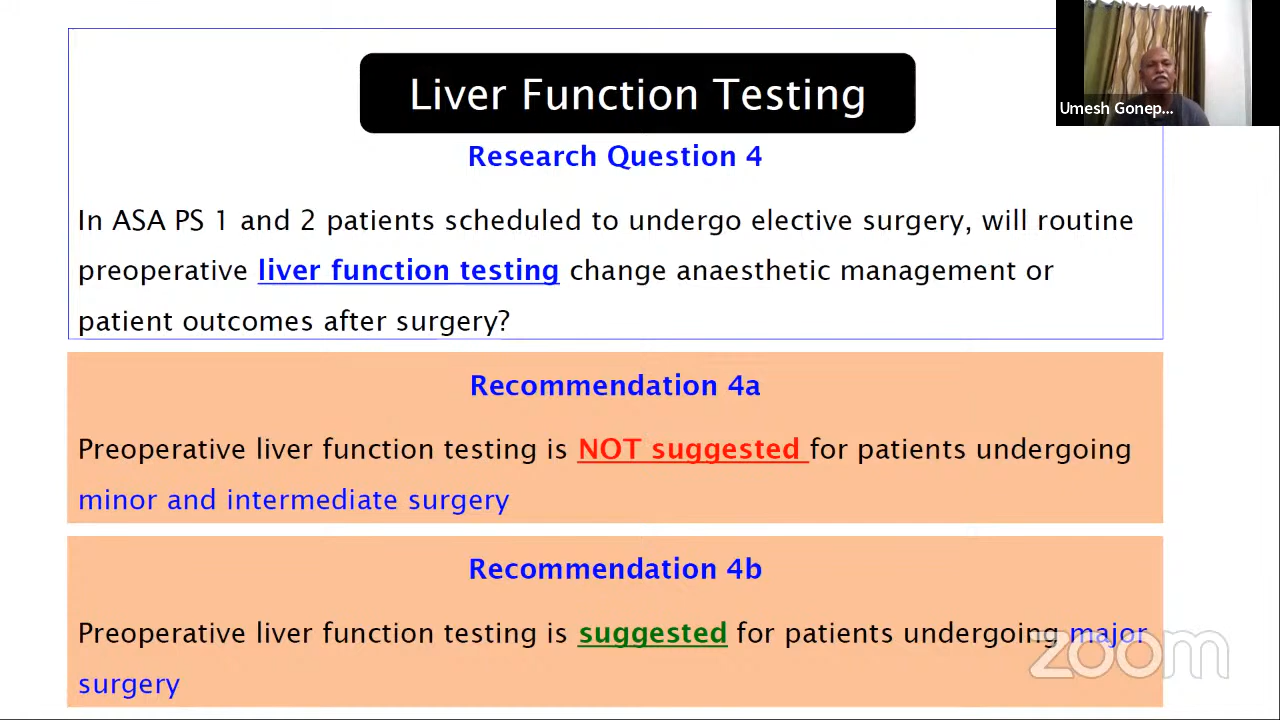 Liver Function Testing
Umesh Gonep...
Research Question 4
In ASA PS 1 and 2 patients scheduled to undergo elective surgery, will routine
preoperative liver function testing change anaesthetic management or
patient outcomes after surgery?
Recommendation 4a
Preoperative liver function testing is NOT suggested for patients undergoing
minor and intermediate surgery
Recommendation 4b
Preoperative liver function testing is suggested for patients undergoing major
surgery
zoom